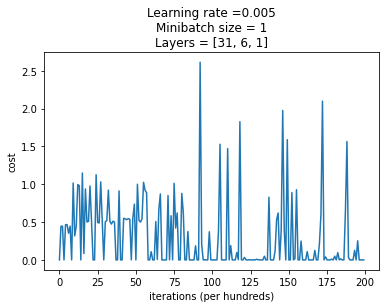 Learning rate =0.005
Minibatch size = 1
Layers = [31, 6, 1]
2.5
2.0
1.5
1.0
0.5
0.0
cost
0 25 50 75 100 125 150 175 200
iterations (per hundreds)